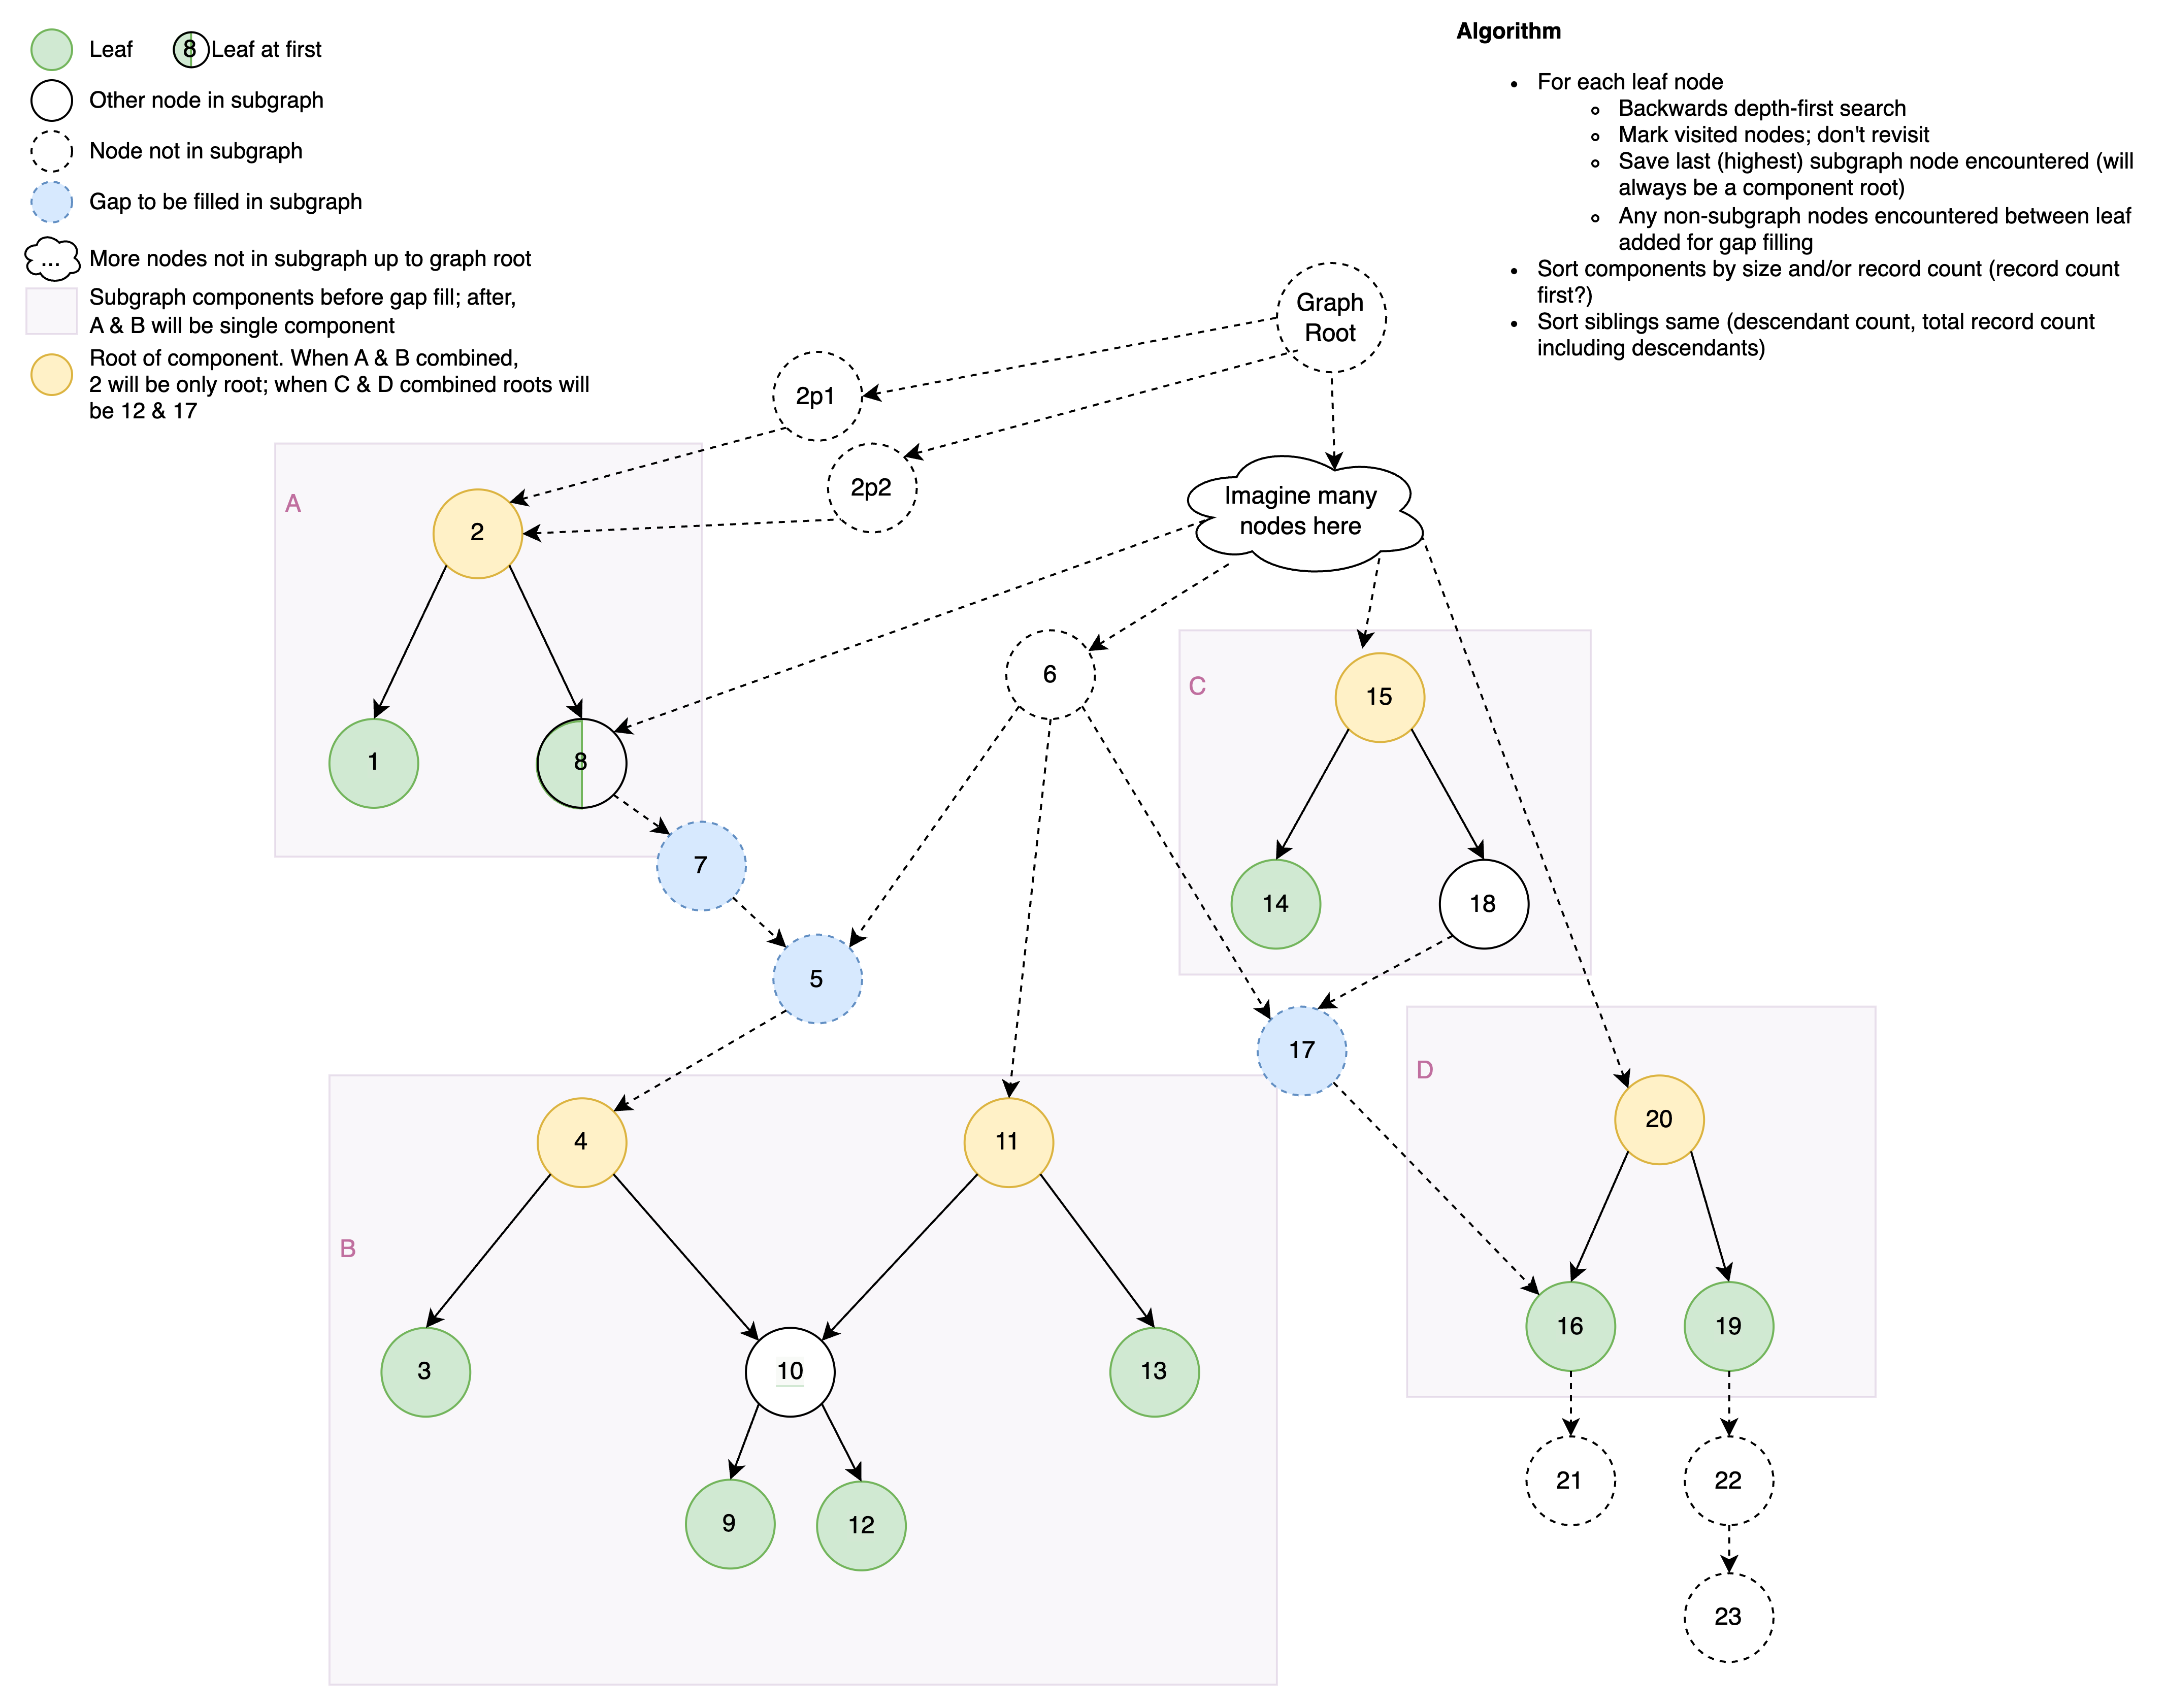 Leaf
8
Leaf at first
Other node in subgraph
Node not in subgraph
Gap to be filled in subgraph
...
More nodes not in subgraph up to graph root
Subgraph components before gap fill; after,
A & B will be single component
Root of component. When A & B combined,
2 will be only root; when C & D combined roots will
be 12 & 17
Algorithm
• For each leaf node
Backwards depth-first search
Mark visited nodes; don't revisit
Save last (highest) subgraph node encountered (will
always be a component root)
Any non-subgraph nodes encountered between leaf
added for gap filling
• Sort components by size and/or record count (record count
first?)
• Sort siblings same (descendant count, total record count
including descendants)
Graph
Root
2p1
2p2
Imagine many
nodes here
A
2
1
8
7
6
5
C
15
14
18
17
B
4
11
3
10
13
9
12
D
20
16
19
21
22
23